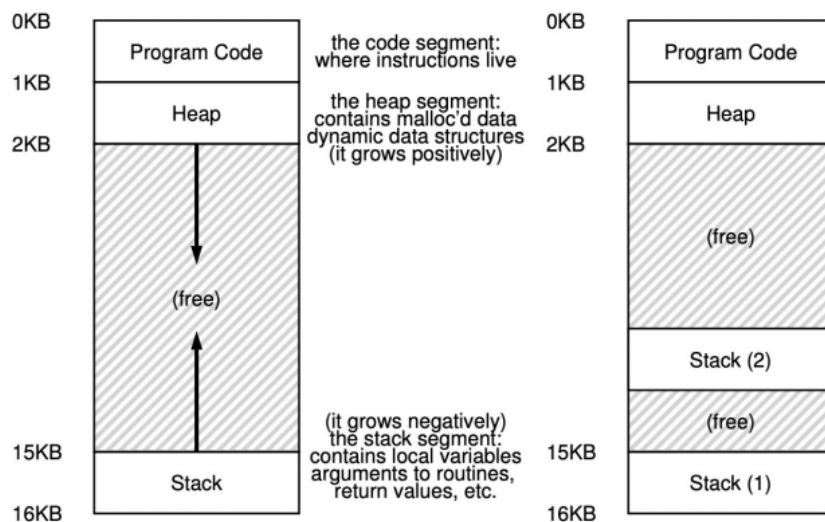 0KB
Program Code
the code segment:
where instructions live
1KB
Heap
the heap segment:
contains malloc'd data
dynamic data structures
(it grows positively)
2KB
(free)
(it grows negatively)
the stack segment:
contains local variables
arguments to routines,
return values, etc.
15KB
Stack
16KB
0KB
Program Code
1KB
Heap
2KB
(free)
Stack (2)
(free)
15KB
Stack (1)
16KB